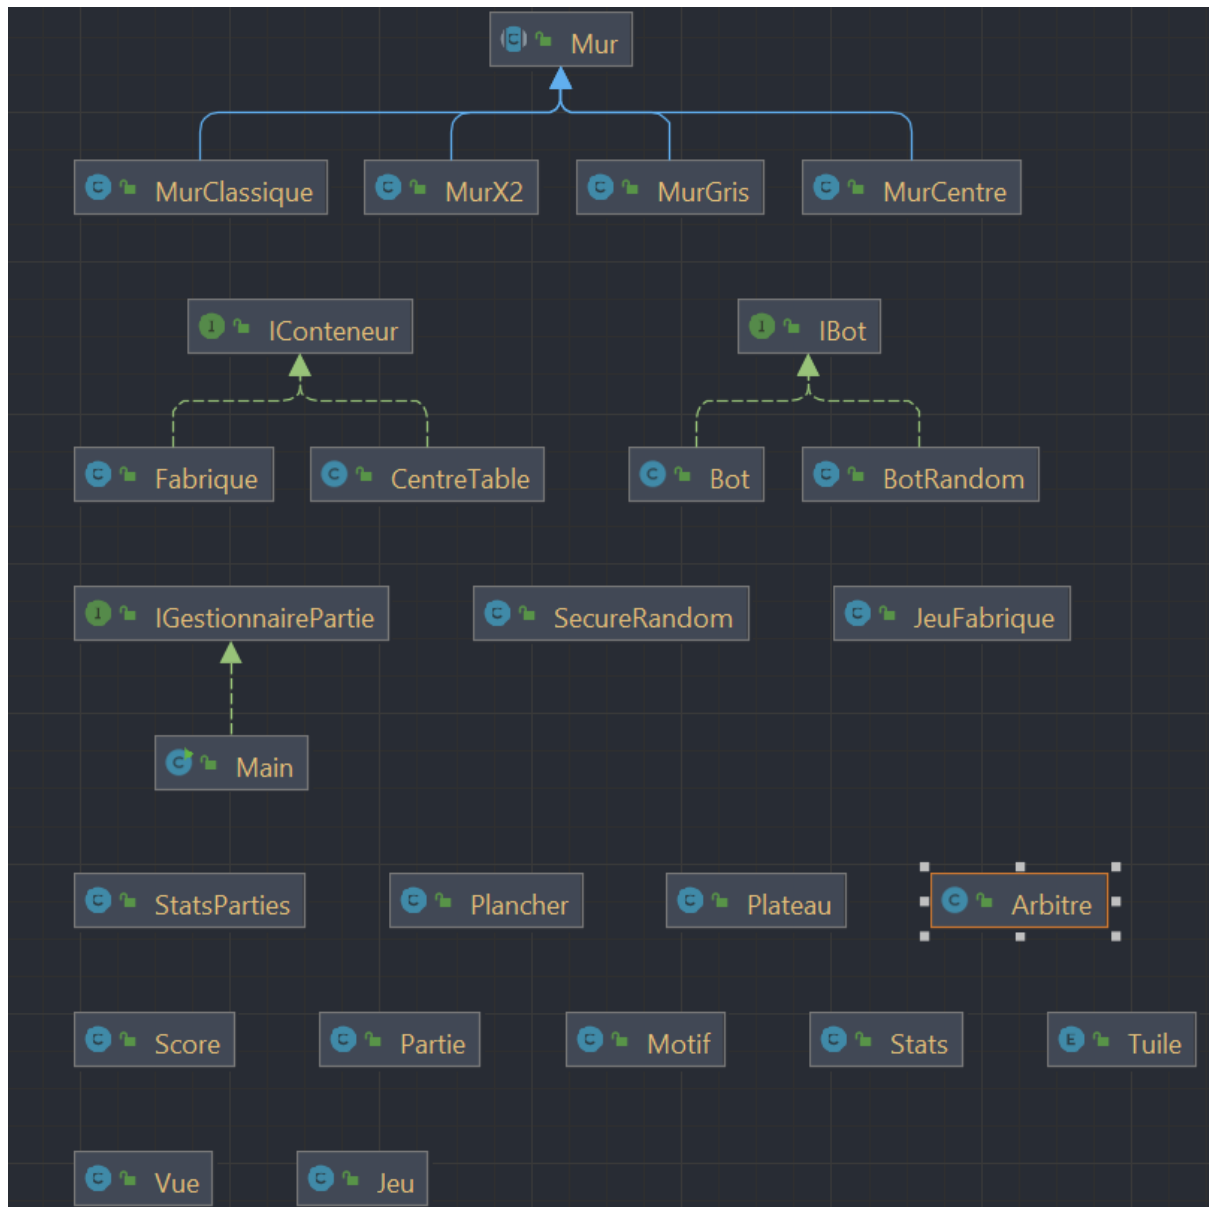 Mur
MurClassique MurX2 MurGris MurCentre
IConteneur IBot
Fabrique CentreTable Bot BotRandom
IGestionnairePartie SecureRandom JeuFabrique
Main
StatsParties Plancher Plateau Arbitre
Score Partie Motif Stats Tuile
Vue Jeu